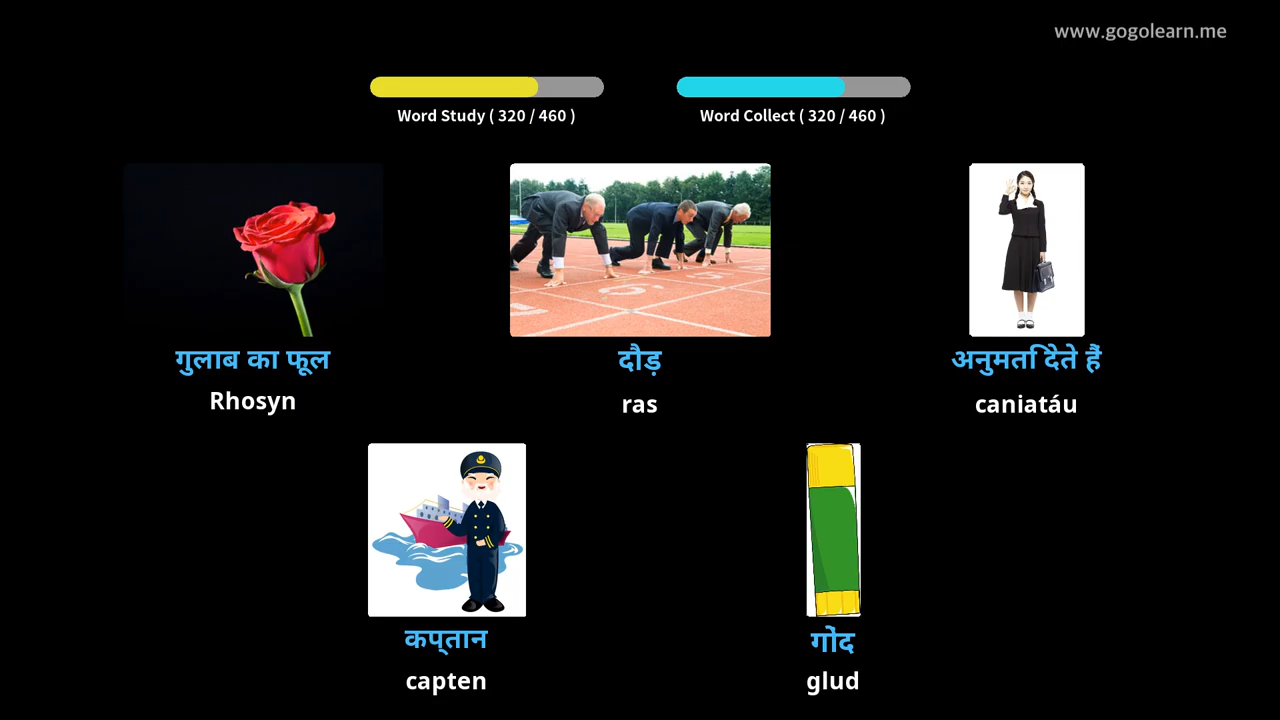 www.gogolearn.me
Word Study ( 320 / 460 )
Word Collect ( 320 / 460 )
गुलाब का फूल
Rhosyn
दौड़
ras
अनुमति देते हैं
caniatáu
कप्तान
capten
गोंद
glud